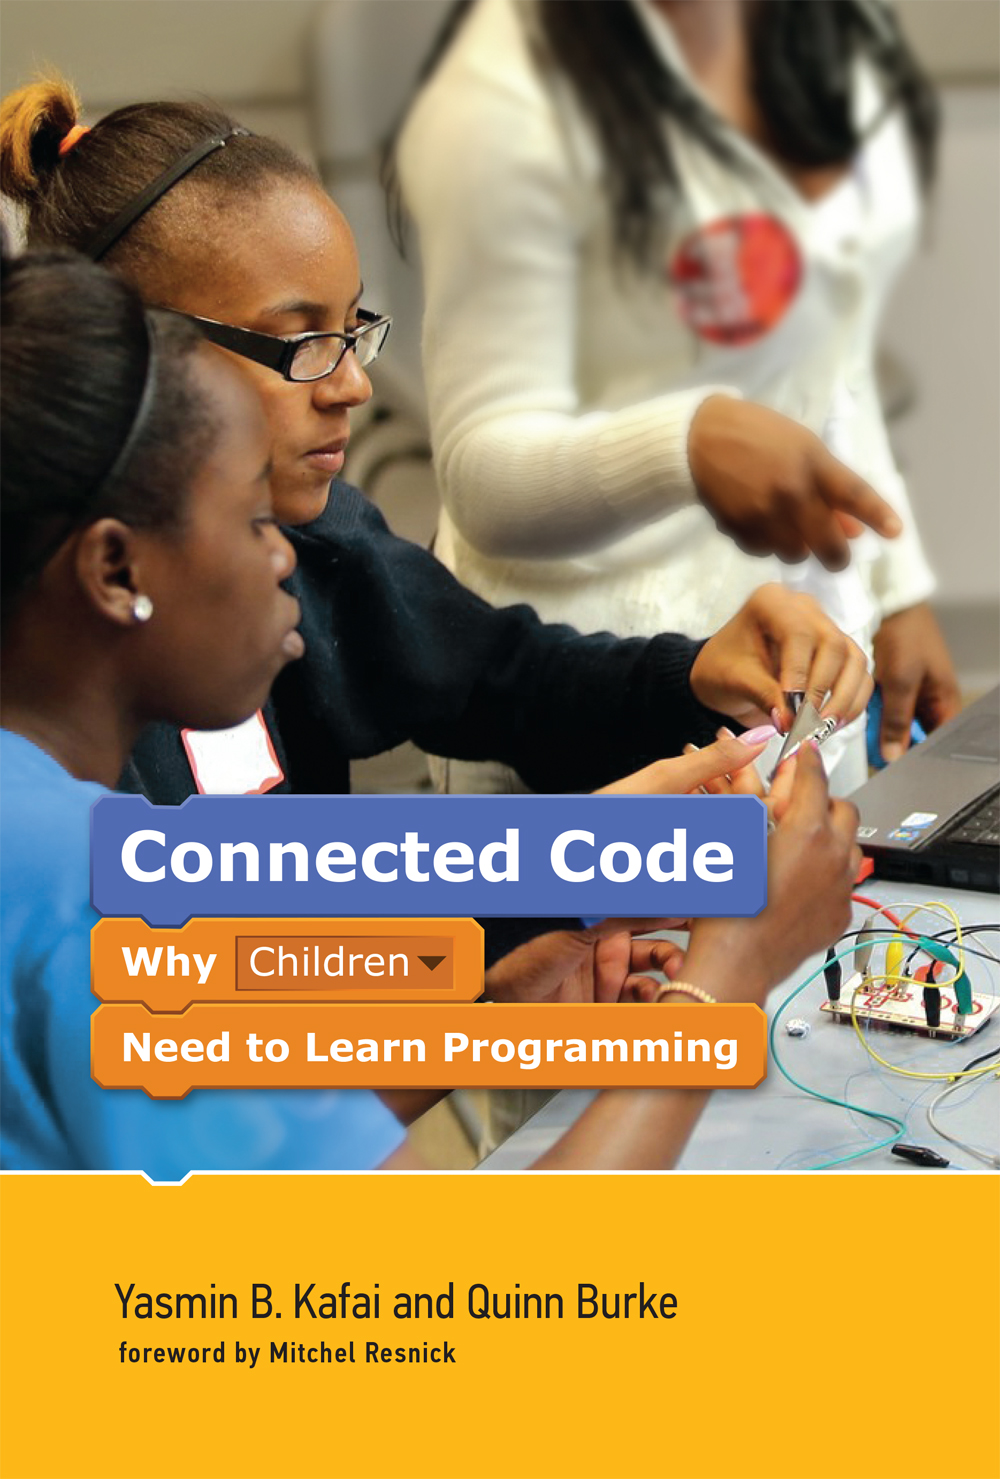 Connected Code
Why Children
Need to Learn Programming
Yasmin B. Kafai and Quinn Burke
foreword by Mitchel Resnick